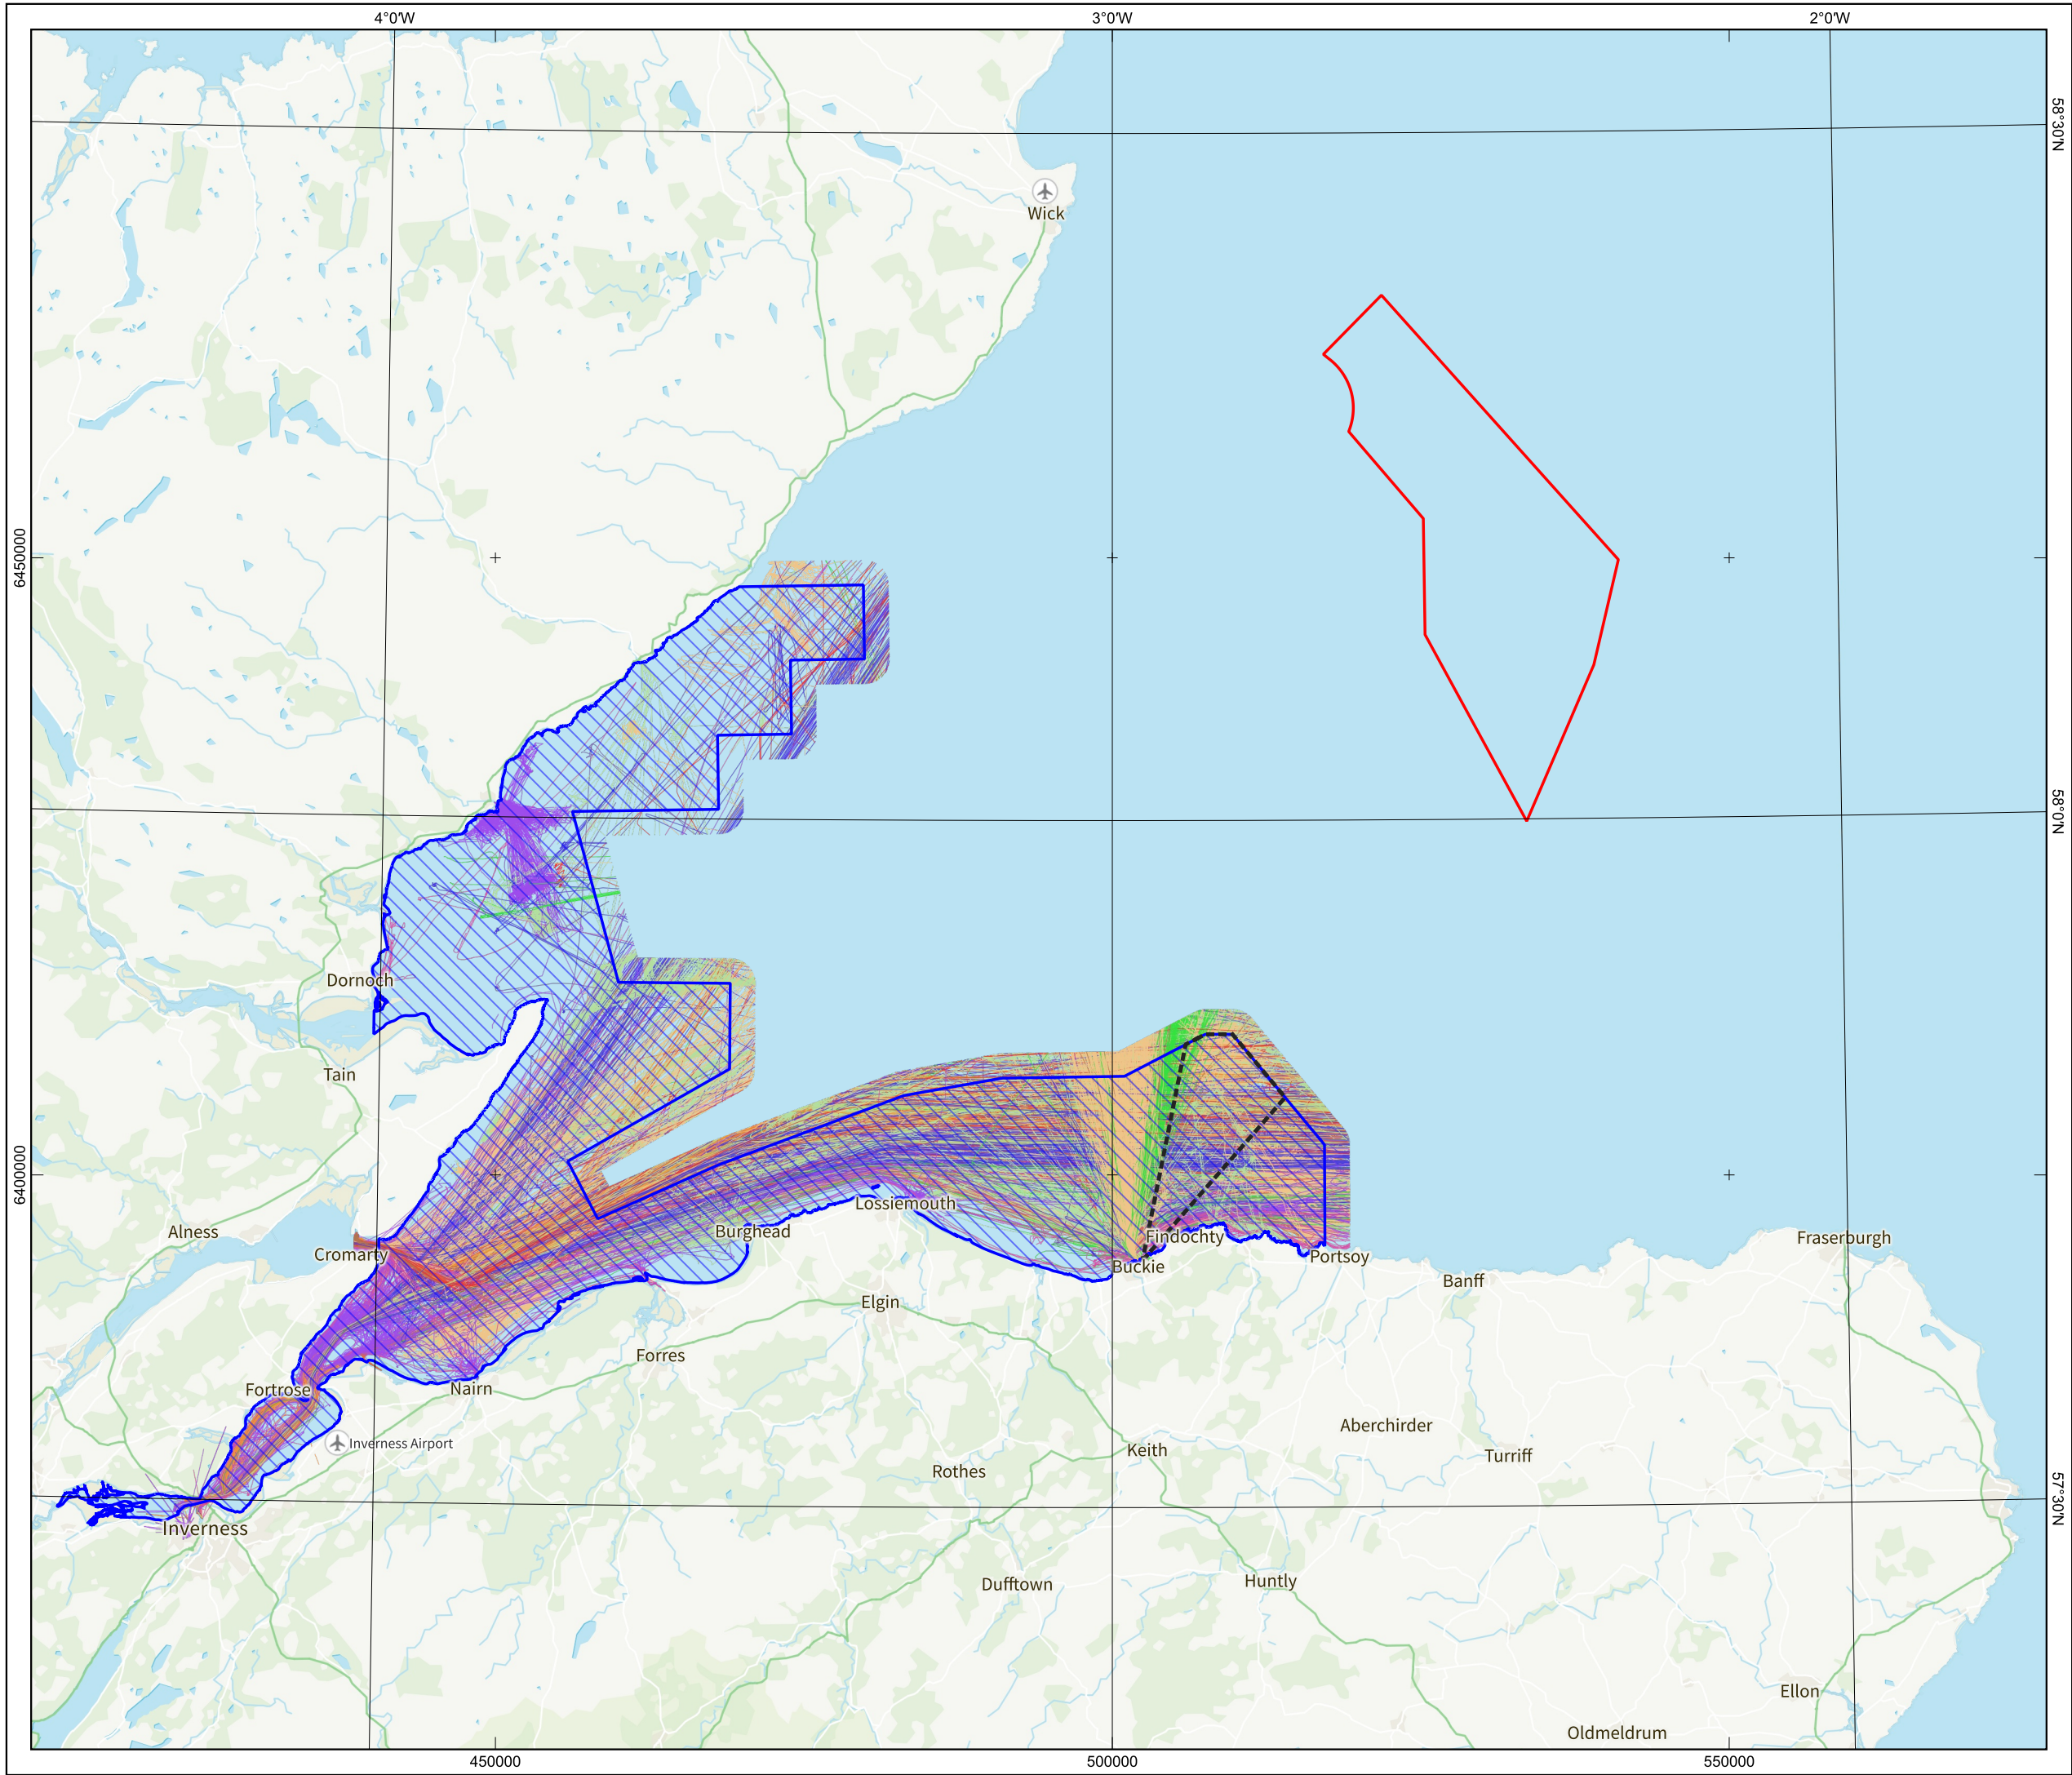 4°0'W
3°0'W
2°0'W
58°30'N
Wick
6450000
58°0'N
Dornoch
Tain
6400000
Lossiemouth
Alness
Burghead
Findochty
Fraserburgh
Cromarty
Portsoy
Buckie
Banff
Elgin
Forres
Fortrose
Nairn
Aberchirder
Inverness Airport
Keith
Turriff
Rothes
57°30'N
Inverness
Huntly
Dufftown
Ellon
Oldmeldrum
450000
500000
550000